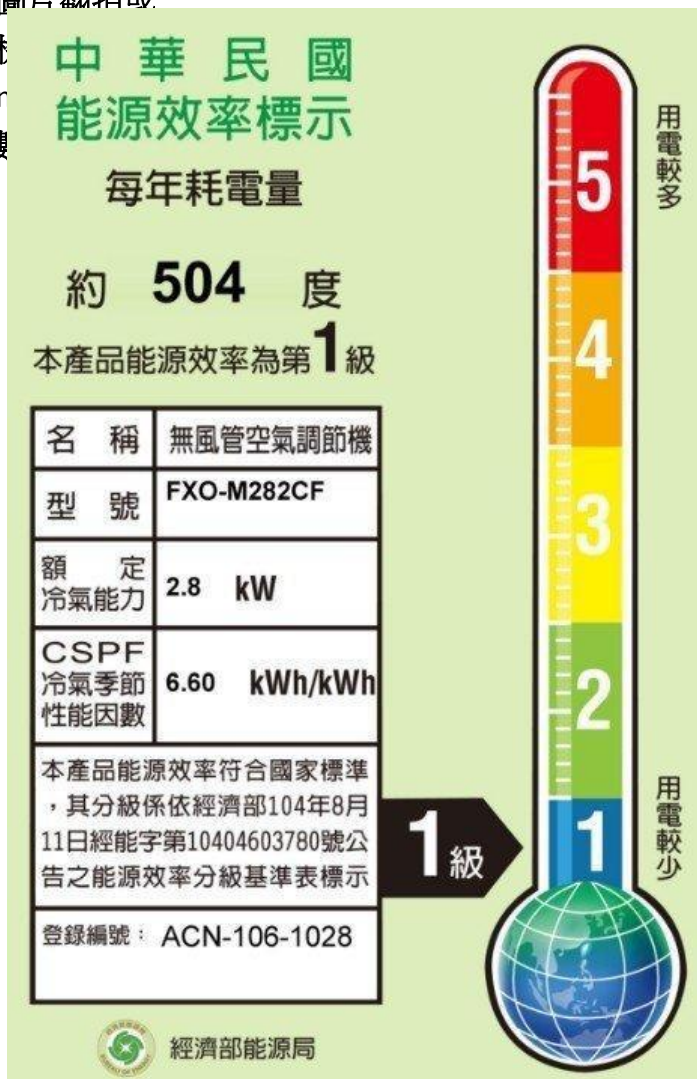 中華民國
能源效率標示
每年耗電量
約 504 度
本產品能源效率為第1級
名稱 無風管空氣調節機
型號 FXO-M282CF
額定
冷氣能力 2.8 kW
CSPF
冷氣季節
性能因數 6.60 kWh/kWh
本產品能源效率符合國家標準
,其分級係依經濟部104年8月
11日經能字第10404603780號公
告之能源效率分級基準表標示
登錄編號: ACN-106-1028
經濟部能源局
用電較多
5
4
3
2
1
1級
用電較少